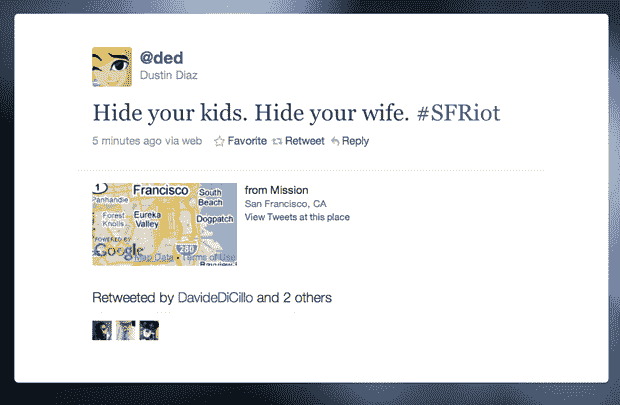 @ded
Dustin Diaz
Hide your kids. Hide your wife. #SFRiot
5 minutes ago via web Favorite Retweet Reply
1
Francisco
South
Beach
Panhandle
Forest
Knolls
Eureka
Valley
Dogpatch
280
POWERED BY
Google
Map Data - Terms of Use
from Mission
San Francisco, CA
View Tweets at this place
Retweeted by DavideDiCillo and 2 others